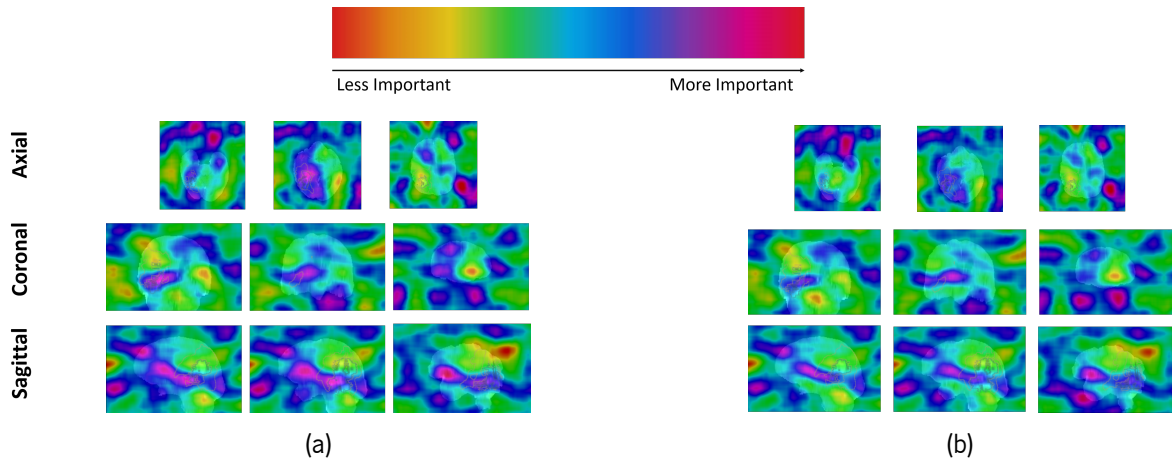 Less Important
More Important
Axial
Coronal
Sagittal
(a)
(b)